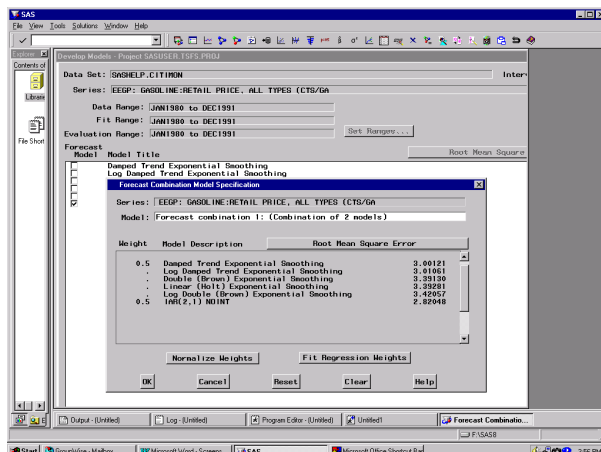 SAS
File View Tools Solutions Window Help
Explorer
Contents of
Librarie
File Short
Develop Models - Project SASUSER.TSFS.PROJ
Data Set: SASHELP.CITIMON
Inter
Series: EEGP: GASOLINE:RETAIL PRICE, ALL TYPES (CTS/GA
Data Range: JAN1980 to DEC1991
Fit Range: JAN1980 to DEC1991
Evaluation Range: JAN1980 to DEC1991
Set Ranges...
Forecast
Model Model Title
Root Mean Square
Damped Trend Exponential Smoothing
Log Damped Trend Exponential Smoothing
Forecast Combination Model Specification
Series: EEGP: GASOLINE:RETAIL PRICE, ALL TYPES (CTS/GA
Model: Forecast combination 1: (Combination of 2 models)
Weight Model Description Root Mean Square Error
0.5 Damped Trend Exponential Smoothing 3.00121
. Log Damped Trend Exponential Smoothing 3.01061
. Double (Brown) Exponential Smoothing 3.39130
. Linear (Holt) Exponential Smoothing 3.39281
. Log Double (Brown) Exponential Smoothing 3.42057
0.5 IAR(2,1) NOINT 2.82048
Normalize Weights
Fit Regression Weights
OK Cancel Reset Clear Help
Output - (Untitled) Log - (Untitled) Program Editor - (Untitled) Untitled1 Forecast Combinatio...
F:\SAS8
Start GroupWise - Mailbox Microsoft Word - Screens SAS Microsoft Office Shortcut Bar 3:56 PM